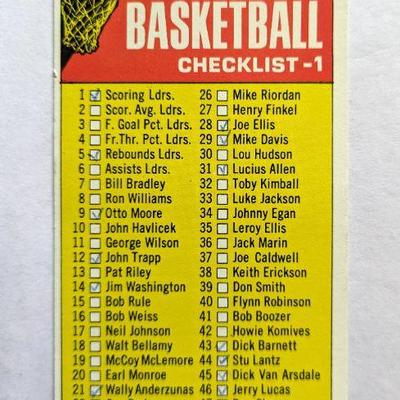 BASKETBALL
CHECKLIST-1
1 Scoring Ldrs.
2 Scor. Avg. Ldrs.
3 F. Goal Pct. Ldrs.
4 Fr. Thr. Pct. Ldrs.
5 Rebounds Ldrs.
6 Assists Ldrs.
7 Bill Bradley
8 Ron Williams
9 Otto Moore
10 John Havlicek
11 George Wilson
12 John Trapp
13 Pat Riley
14 Jim Washington
15 Bob Rule
16 Bob Weiss
17 Neil Johnson
18 Walt Bellamy
19 McCoy McLemore
20 Earl Monroe
21 Wally Anderzunas
26 Mike Riordan
27 Henry Finkel
28 Joe Ellis
29 Mike Davis
30 Lou Hudson
31 Lucius Allen
32 Toby Kimball
33 Luke Jackson
34 Johnny Egan
35 Leroy Ellis
36 Jack Marin
37 Joe Caldwell
38 Keith Erickson
39 Don Smith
40 Flynn Robinson
41 Bob Boozer
42 Howie Komives
43 Dick Barnett
44 Stu Lantz
45 Dick Van Arsdale
46 Jerry Lucas